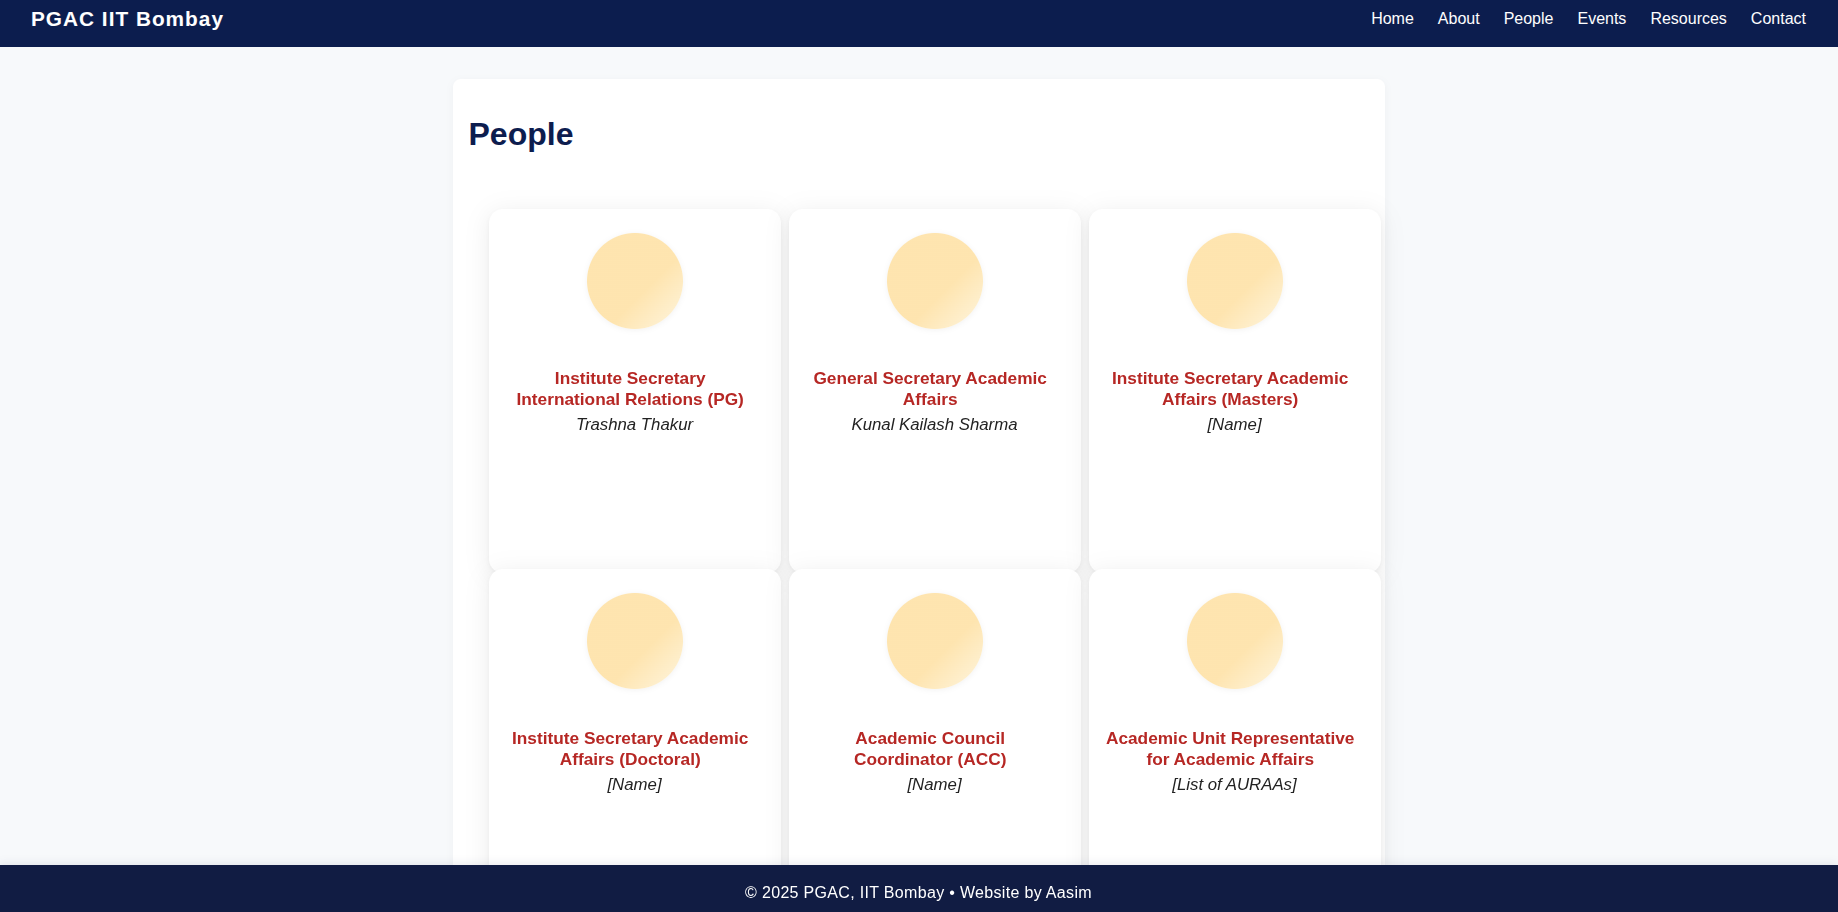 PGAC IIT Bombay
Home About People Events Resources Contact
People
Institute Secretary
International Relations (PG)
Trashna Thakur
General Secretary Academic
Affairs
Kunal Kailash Sharma
Institute Secretary Academic
Affairs (Masters)
[Name]
Institute Secretary Academic
Affairs (Doctoral)
[Name]
Academic Council
Coordinator (ACC)
[Name]
Academic Unit Representative
for Academic Affairs
[List of AURAAs]
© 2025 PGAC, IIT Bombay • Website by Aasim